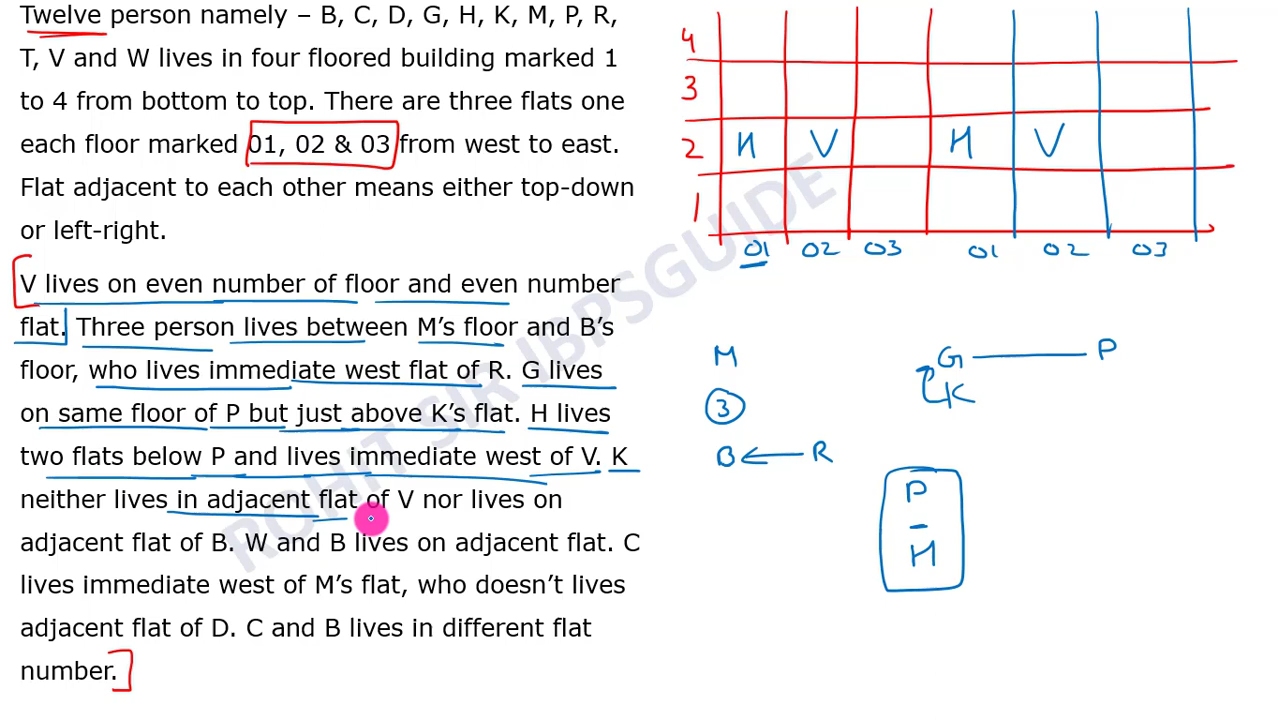 Twelve person namely – B, C, D, G, H, K, M, P, R,
T, V and W lives in four floored building marked 1
to 4 from bottom to top. There are three flats one
each floor marked 01, 02 & 03 from west to east.
Flat adjacent to each other means either top-down
or left-right.
V lives on even number of floor and even number
flat. Three person lives between M’s floor and B’s
floor, who lives immediate west flat of R. G lives
on same floor of P but just above K’s flat. H lives
two flats below P and lives immediate west of V. K
neither lives in adjacent flat of V nor lives on
adjacent flat of B. W and B lives on adjacent flat. C
lives immediate west of M’s flat, who doesn’t lives
adjacent flat of D. C and B lives in different flat
number.
4
3
2 H V H V
1
01 02 03 01 02 03
M G P
3 K
B R
P
H
ROHIT SIR IBPSGUIDE